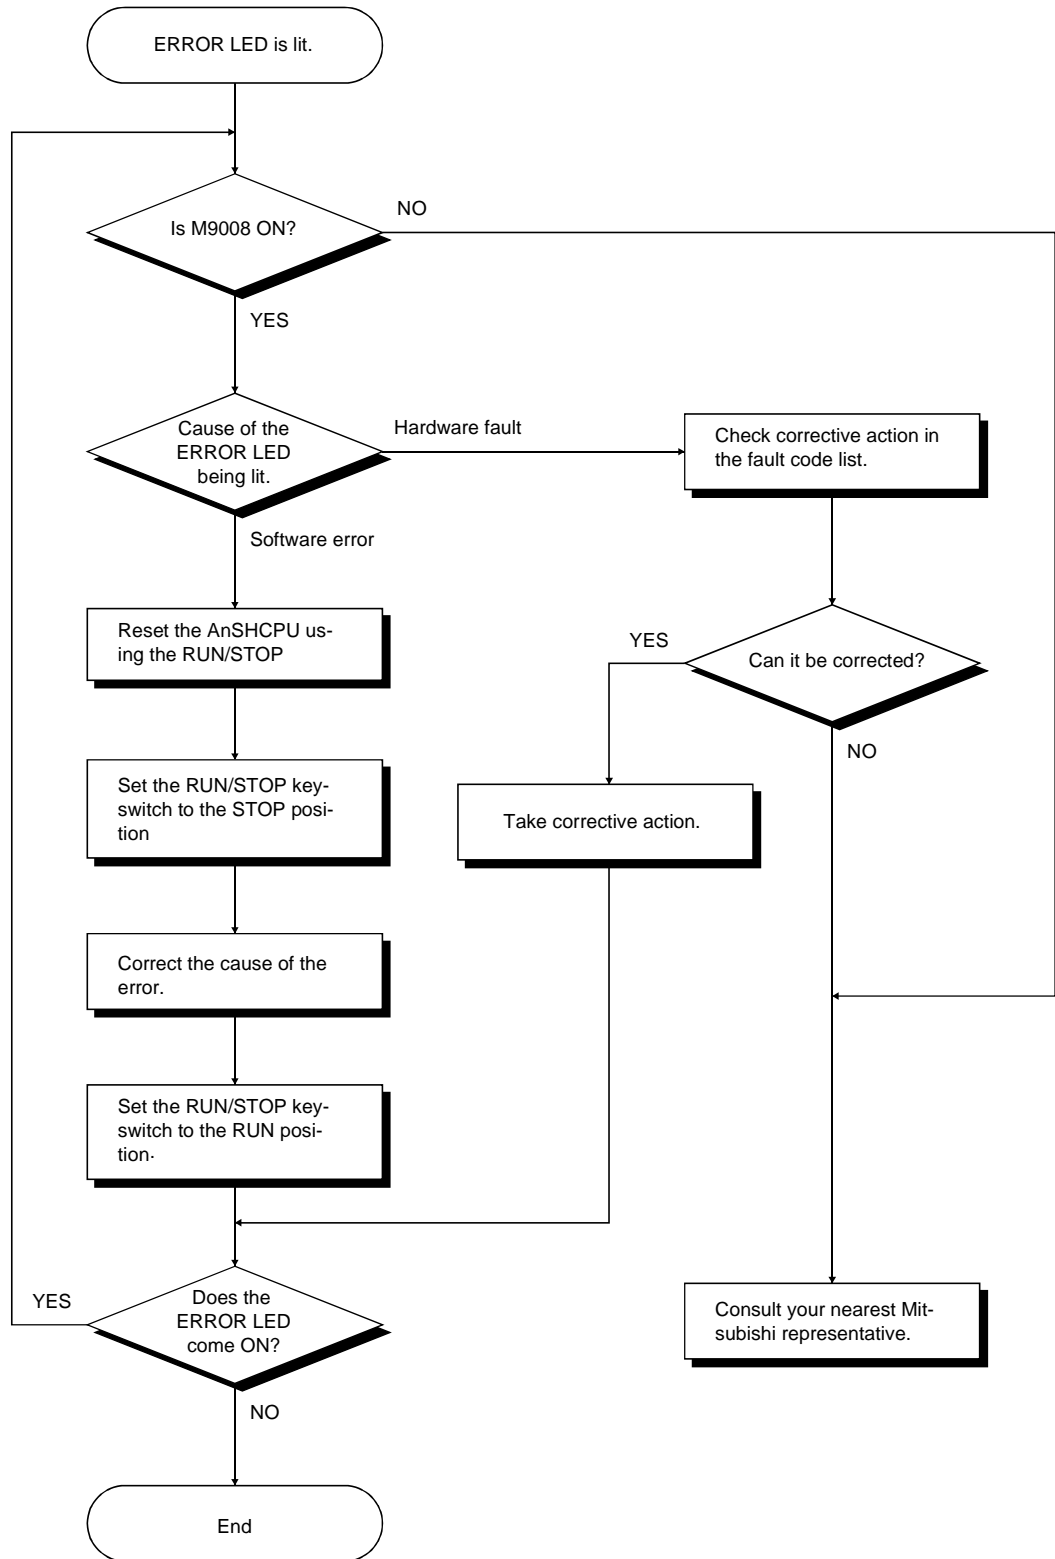 ERROR LED is lit.
Is M9008 ON?
NO
YES
Cause of the
ERROR LED
being lit.
Hardware fault
Check corrective action in
the fault code list.
Software error
Reset the AnSHCPU us-
ing the RUN/STOP
YES
Can it be corrected?
NO
Set the RUN/STOP key-
switch to the STOP posi-
tion
Take corrective action.
Correct the cause of the
error.
Set the RUN/STOP key-
switch to the RUN posi-
tion.
YES
Does the
ERROR LED
come ON?
Consult your nearest Mit-
subishi representative.
NO
End